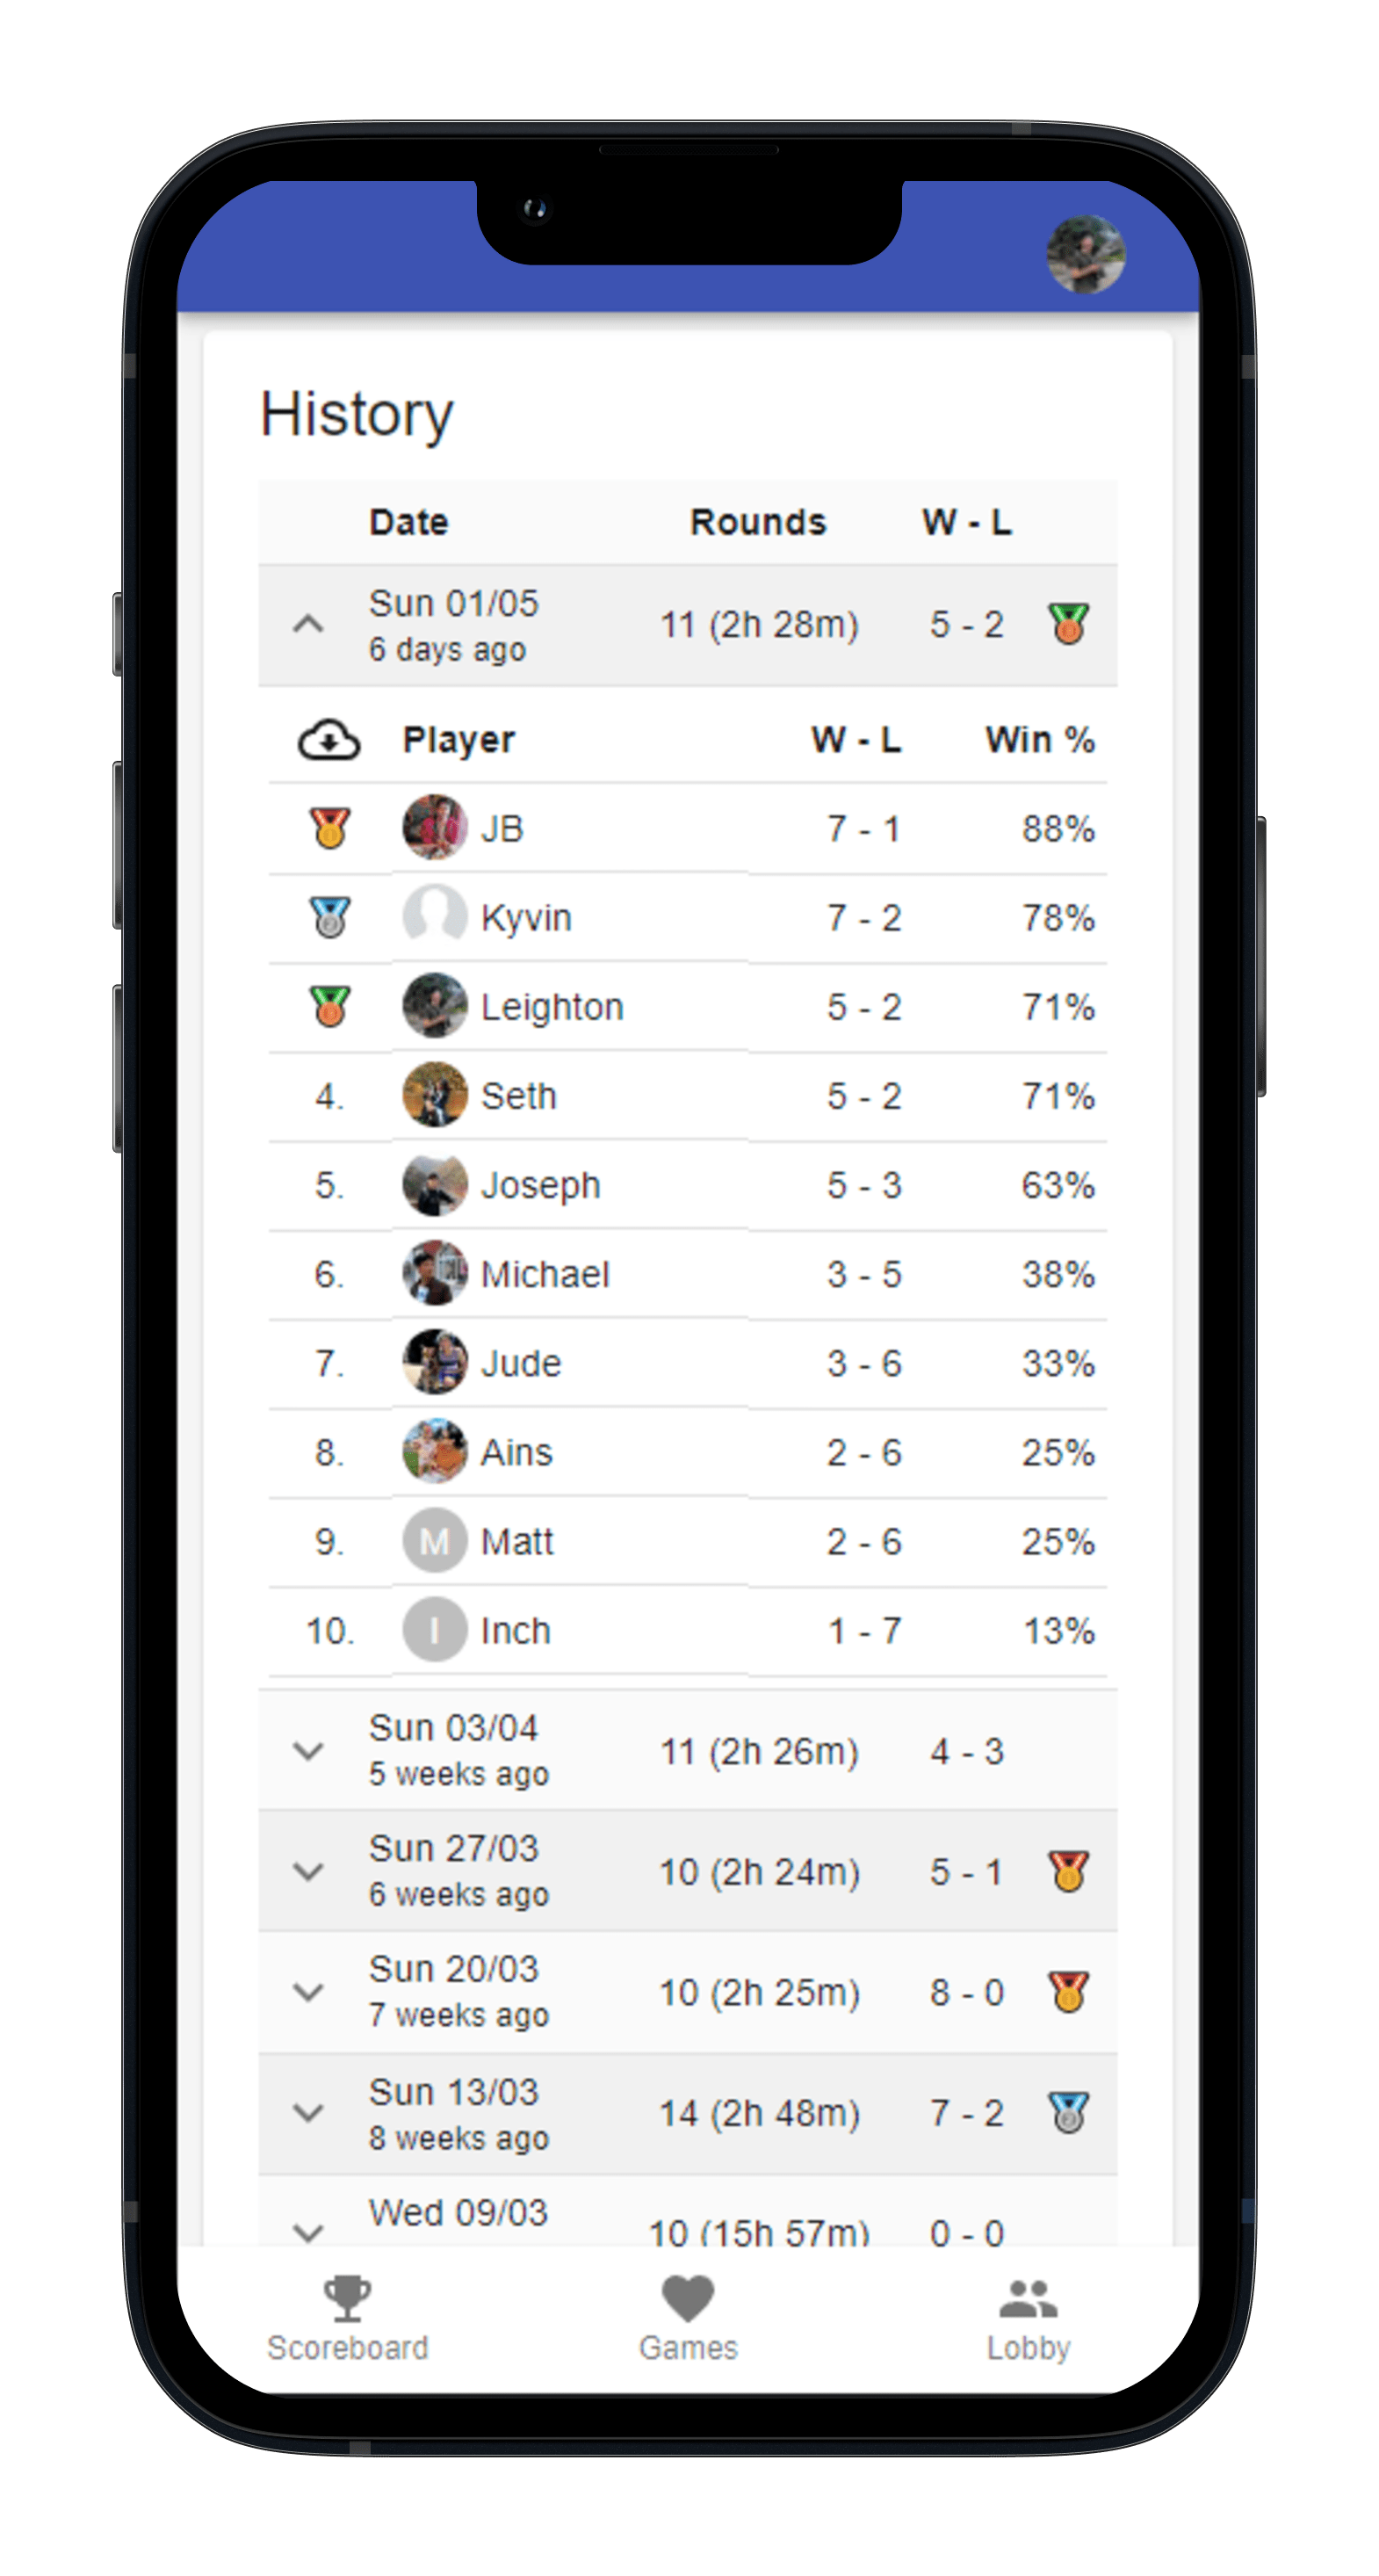 History
Date Rounds W - L
Sun 01/05
6 days ago
11 (2h 28m) 5 - 2
Player W - L Win %
JB 7 - 1 88%
Kyvin 7 - 2 78%
Leighton 5 - 2 71%
4. Seth 5 - 2 71%
5. Joseph 5 - 3 63%
6. Michael 3 - 5 38%
7. Jude 3 - 6 33%
8. Ains 2 - 6 25%
9. M Matt 2 - 6 25%
10. I Inch 1 - 7 13%
Sun 03/04
5 weeks ago
11 (2h 26m) 4 - 3
Sun 27/03
6 weeks ago
10 (2h 24m) 5 - 1
Sun 20/03
7 weeks ago
10 (2h 25m) 8 - 0
Sun 13/03
8 weeks ago
14 (2h 48m) 7 - 2
Wed 09/03
10 (15h 57m) 0 - 0
Scoreboard Games Lobby